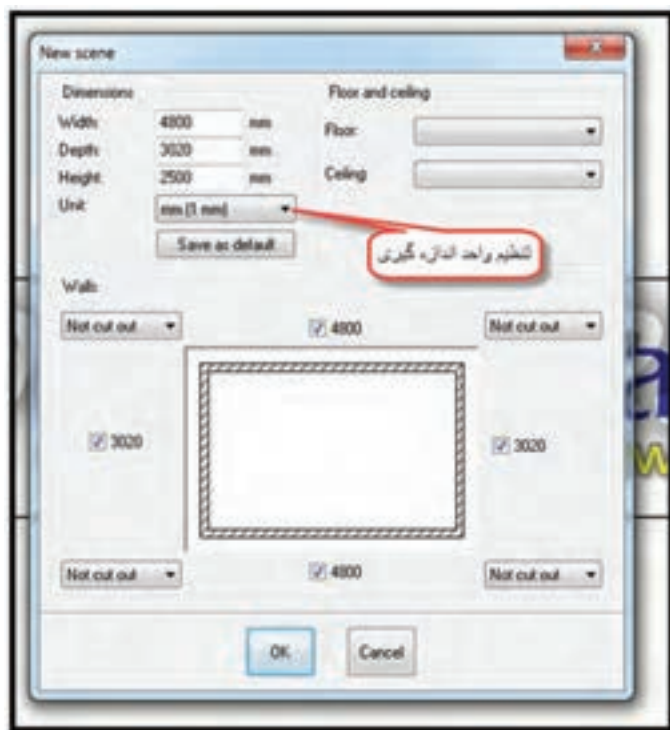 New scene
Dimensions
Floor and ceiling
Width: 4800 mm
Floor:
Depth: 3020 mm
Height: 2500 mm
Ceiling:
Unit: mm (1 mm)
Save as default
تنظیم واحد اندازه گیری
Walls
Not cut out
4800
Not cut out
3020
3020
Not cut out
4800
Not cut out
OK
Cancel
a
w